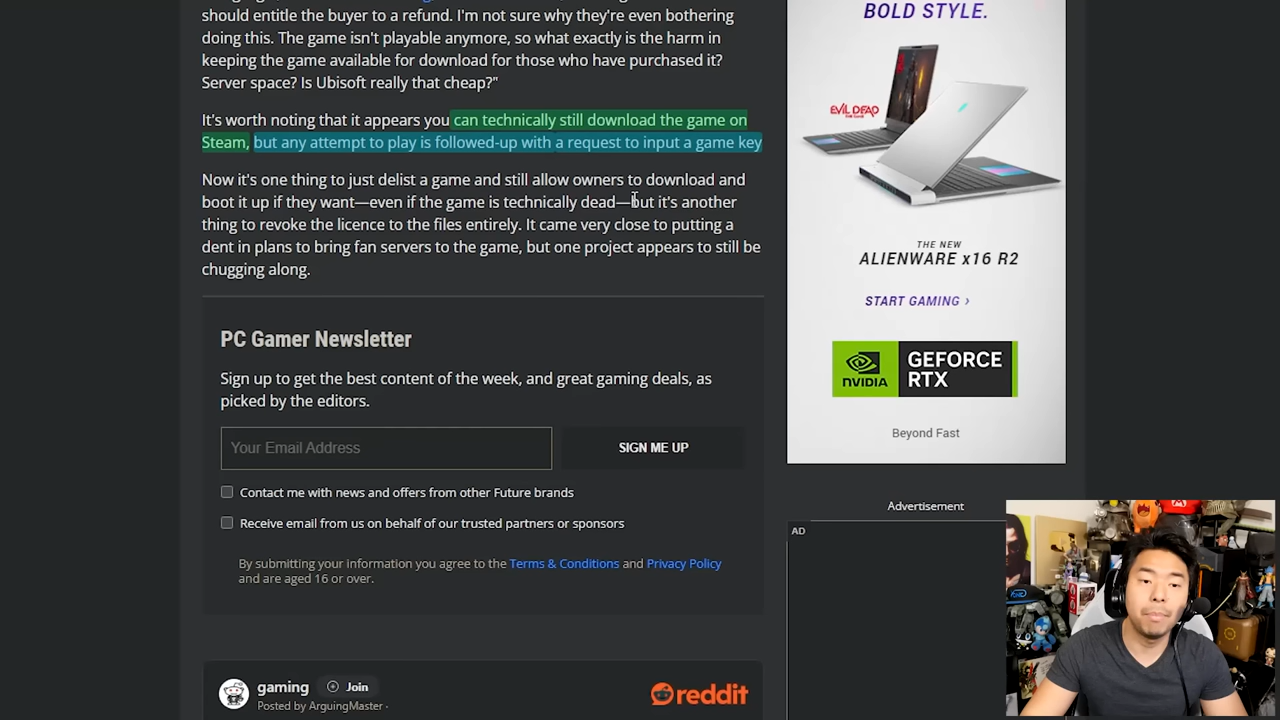 should entitle the buyer to a refund. I'm not sure why they're even bothering
doing this. The game isn't playable anymore, so what exactly is the harm in
keeping the game available for download for those who have purchased it?
Server space? Is Ubisoft really that cheap?"
It's worth noting that it appears you can technically still download the game on
Steam, but any attempt to play is followed-up with a request to input a game key
Now it's one thing to just delist a game and still allow owners to download and
boot it up if they want—even if the game is technically dead—but it's another
thing to revoke the licence to the files entirely. It came very close to putting a
dent in plans to bring fan servers to the game, but one project appears to still be
chugging along.
PC Gamer Newsletter
Sign up to get the best content of the week, and great gaming deals, as
picked by the editors.
Your Email Address
SIGN ME UP
Contact me with news and offers from other Future brands
Receive email from us on behalf of our trusted partners or sponsors
By submitting your information you agree to the Terms & Conditions and Privacy Policy
and are aged 16 or over.
gaming
Join
Posted by ArguingMaster ·
reddit
BOLD STYLE.
EVIL DEAD
THE GAME
THE NEW
ALIENWARE x16 R2
START GAMING ›
NVIDIA
GEFORCE
RTX
Beyond Fast
Advertisement
AD